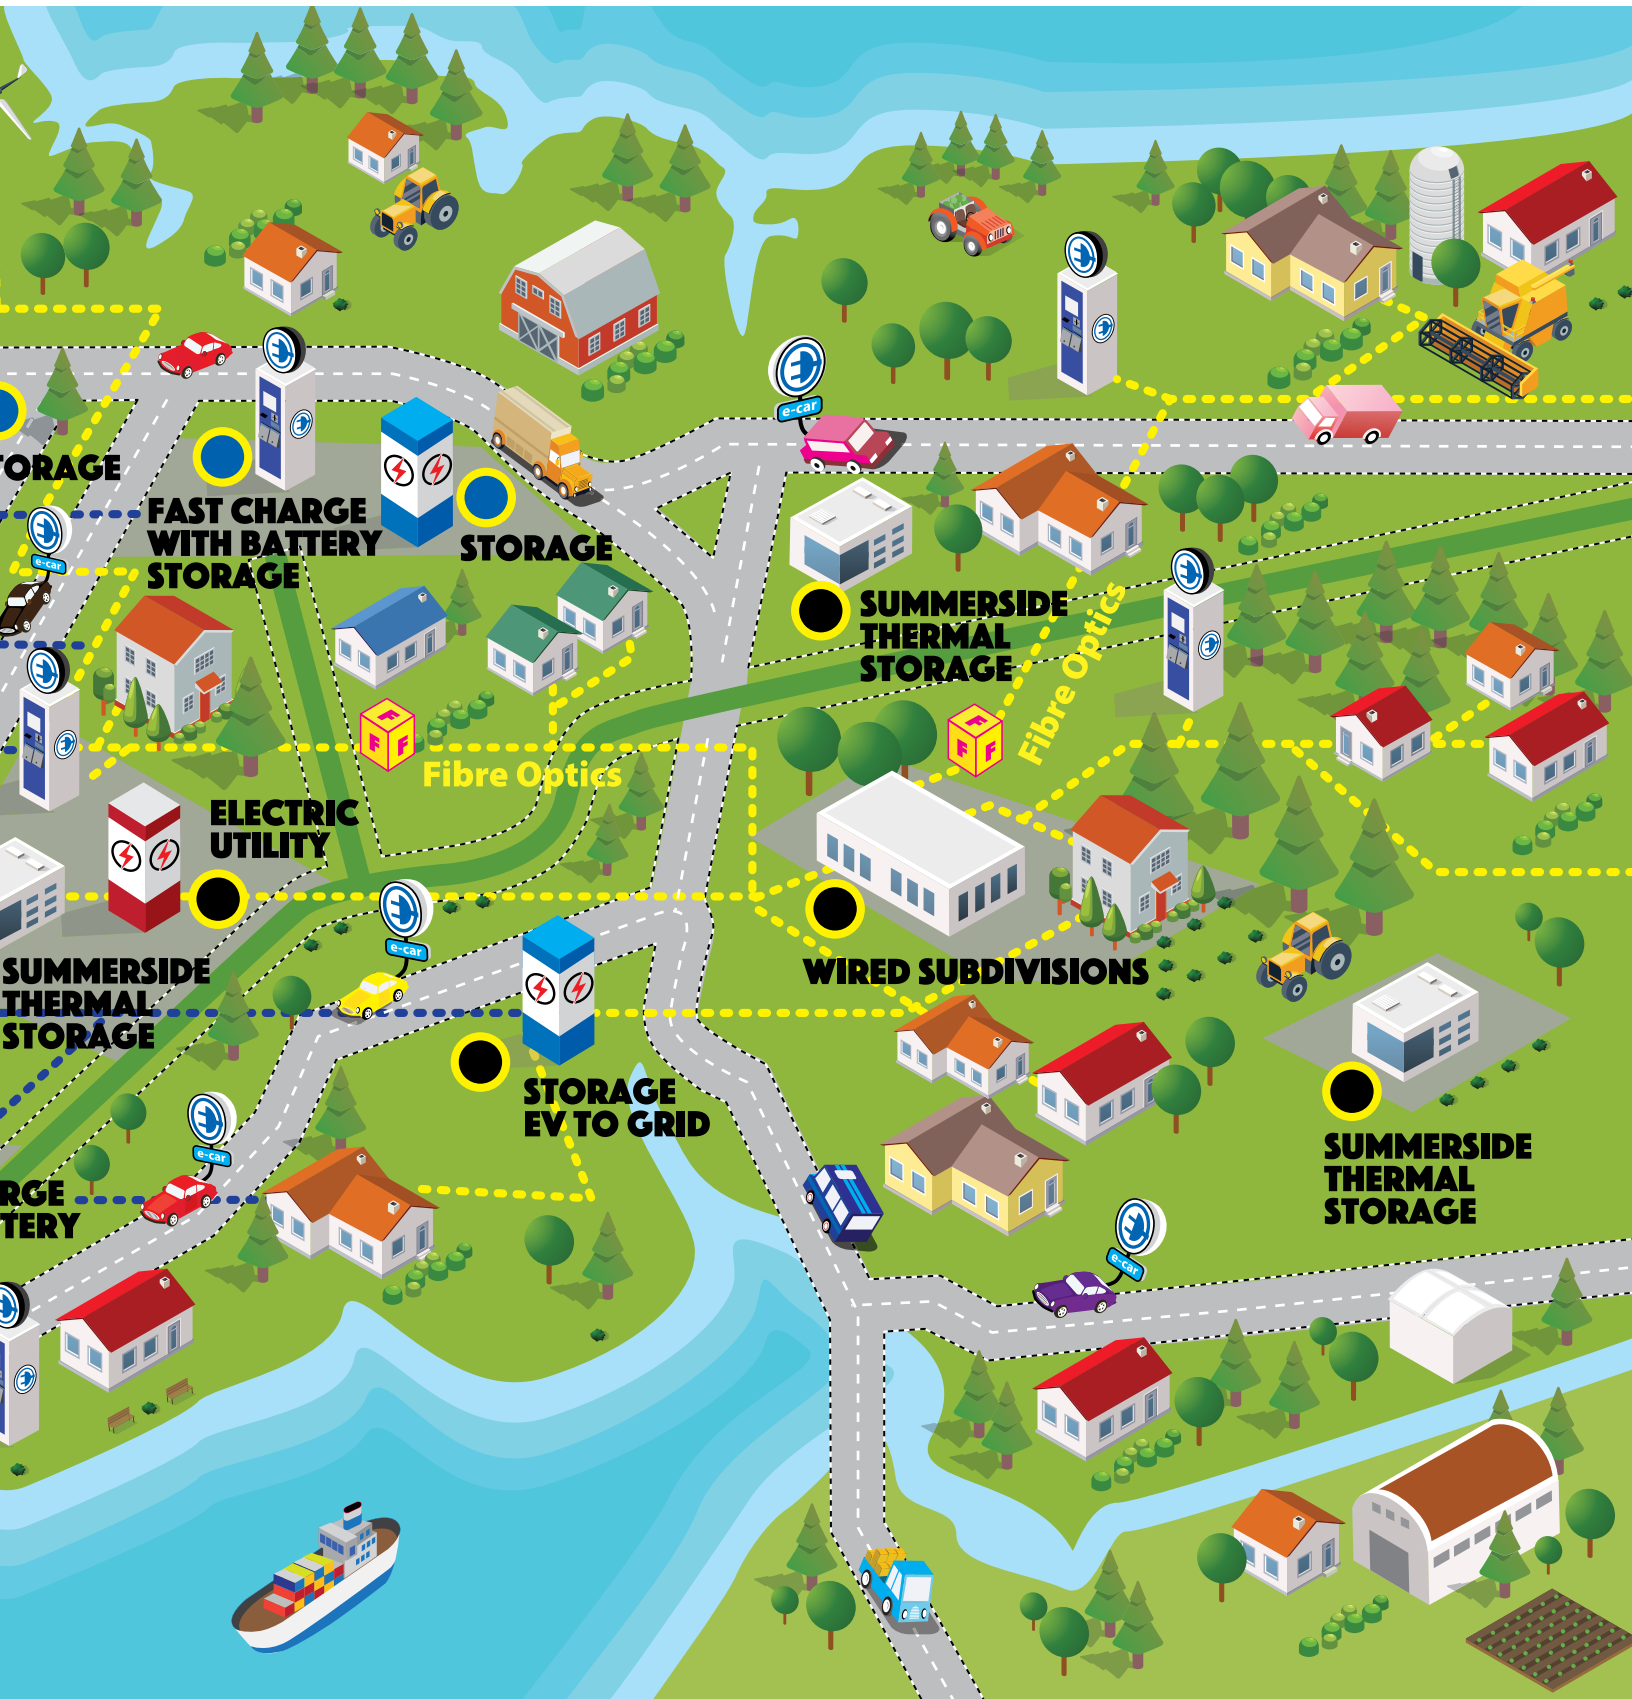 e-car
TORAGE
FAST CHARGE
WITH BATTERY
STORAGE
STORAGE
e-car
SUMMERSIDE
THERMAL
STORAGE
Fibre Optics
F
F
F
F
F
F
Fibre Optics
ELECTRIC
UTILITY
e-car
SUMMERSIDE
THERMAL
STORAGE
WIRED SUBDIVISIONS
STORAGE
EV TO GRID
e-car
RGE
TERY
SUMMERSIDE
THERMAL
STORAGE
e-car